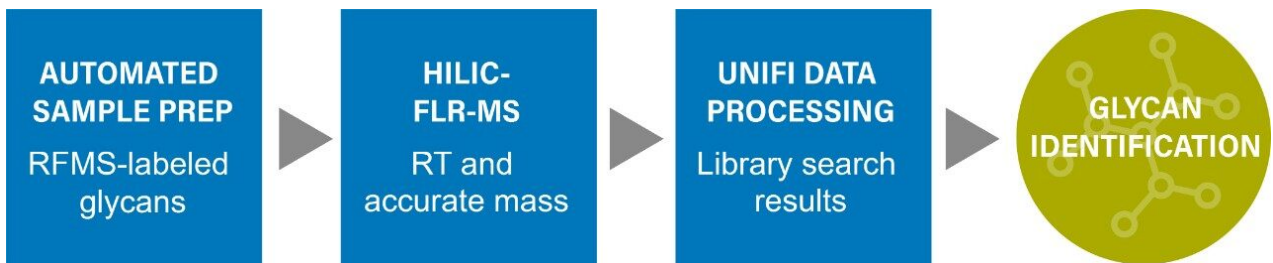 AUTOMATED
SAMPLE PREP
RFMS-labeled
glycans
HILIC-
FLR-MS
RT and
accurate mass
UNIFI DATA
PROCESSING
Library search
results
GLYCAN
IDENTIFICATION